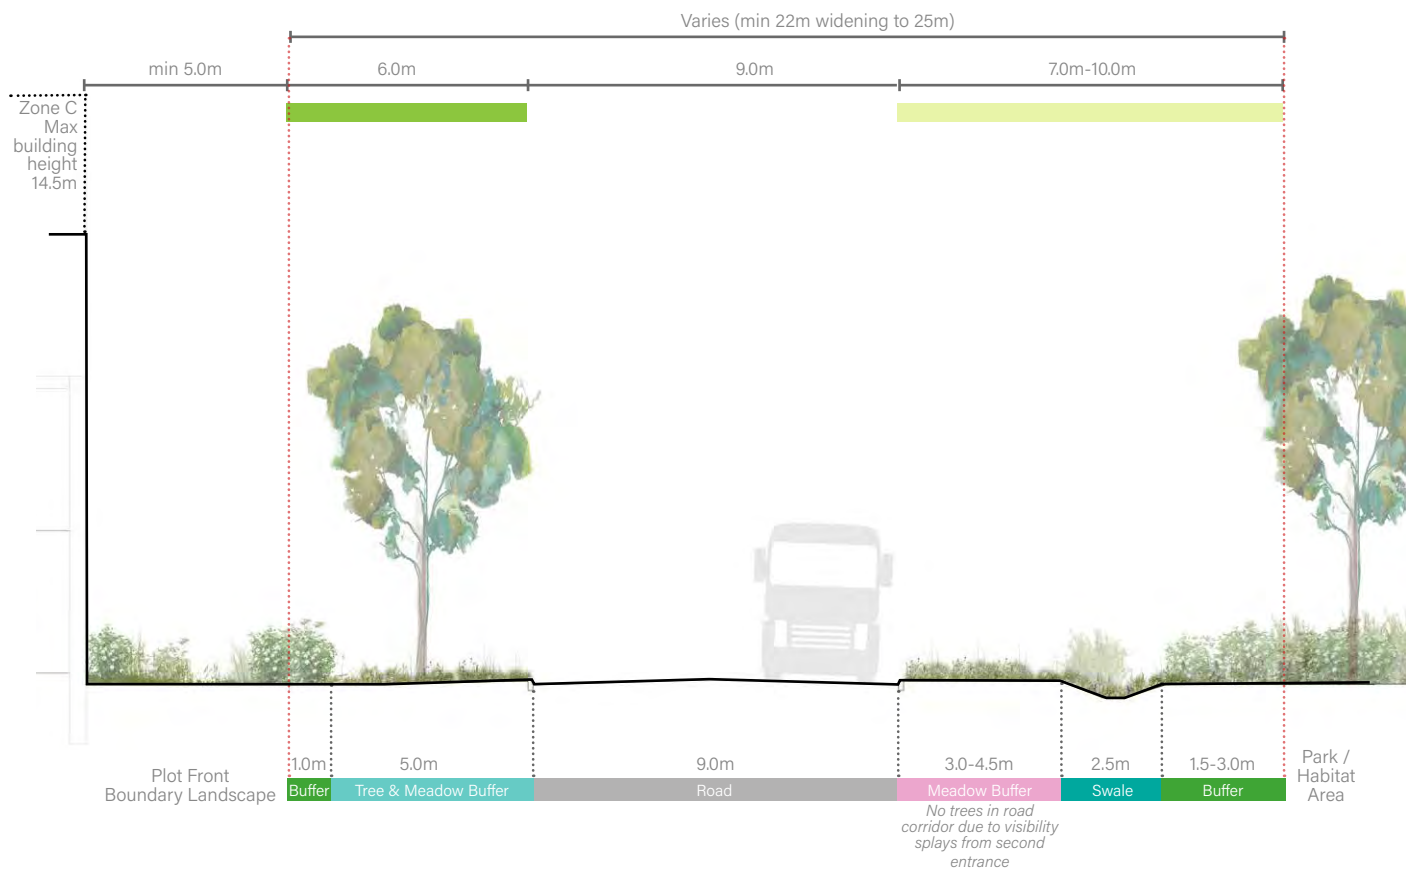 Varies (min 22m widening to 25m)
min 5.0m
6.0m
9.0m
7.0m-10.0m
Zone C
Max
building
height
14.5m
1.0m
5.0m
9.0m
3.0-4.5m
2.5m
1.5-3.0m
Plot Front
Boundary Landscape
Buffer
Tree & Meadow Buffer
Road
Meadow Buffer
Swale
Buffer
Park /
Habitat
Area
No trees in road
corridor due to visibility
splays from second
entrance